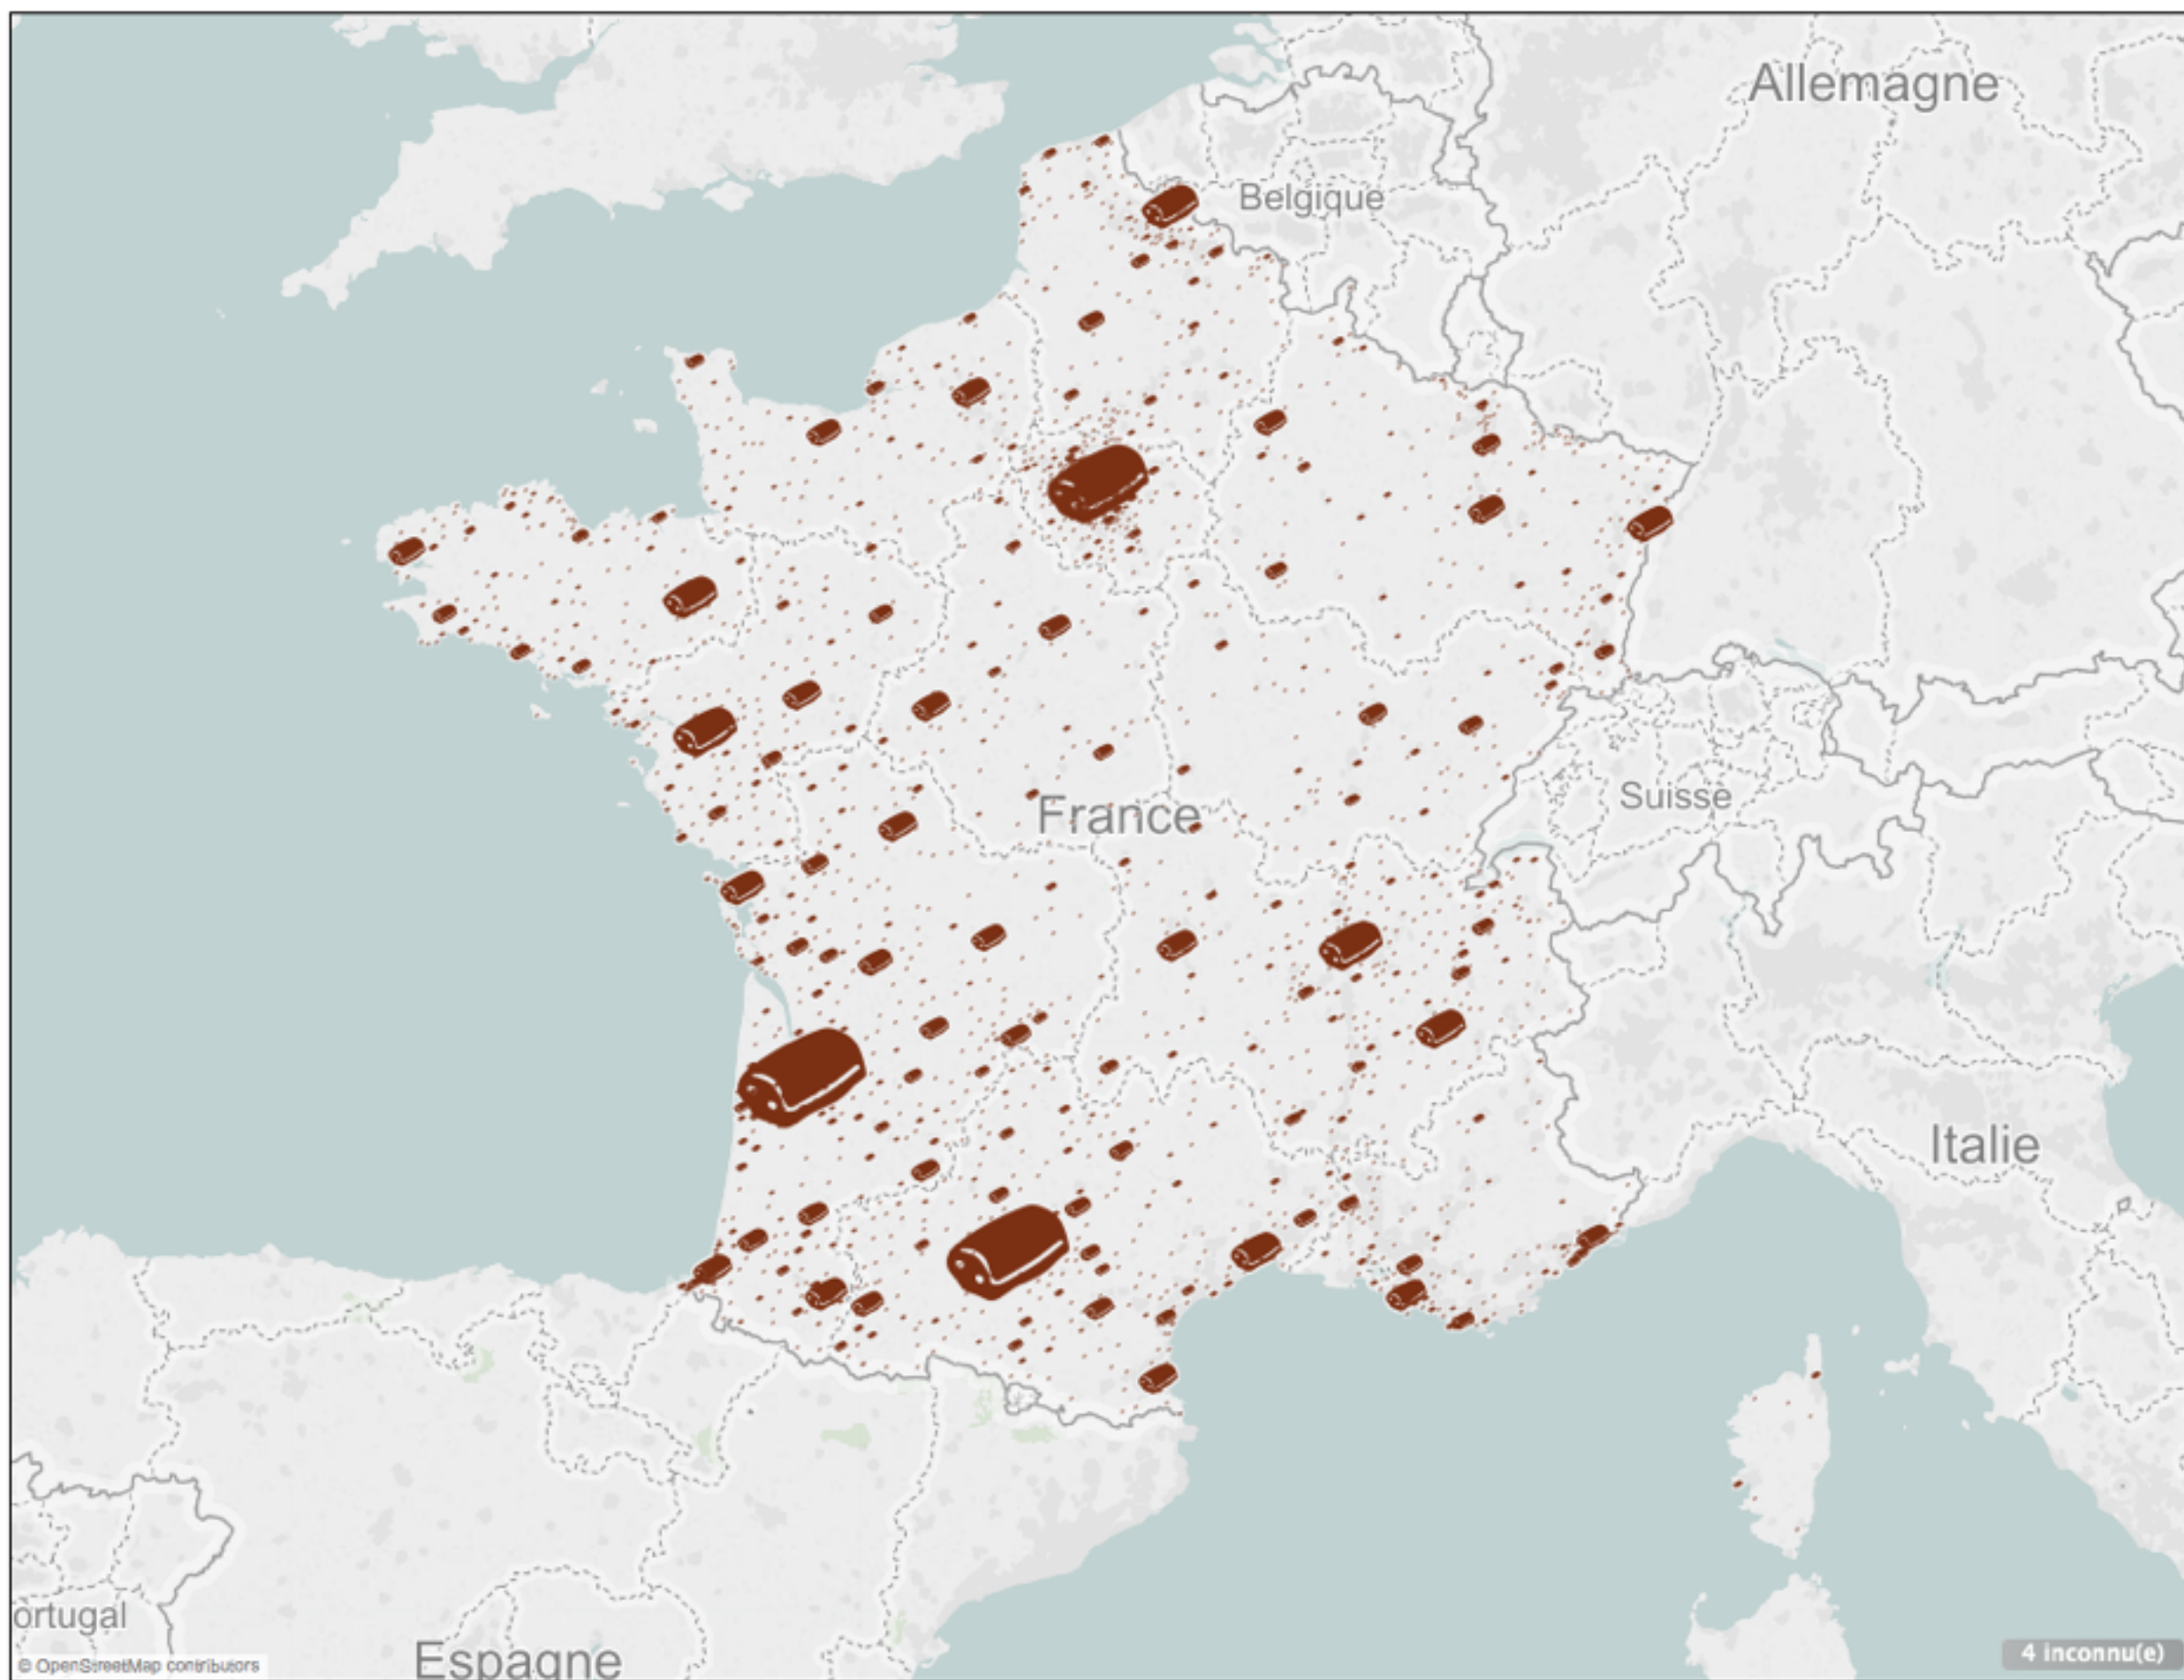 Allemagne
Belgique
France
Suisse
Italie
ortugal
Espagne
© OpenStreetMap contributors
4 inconnu(e)